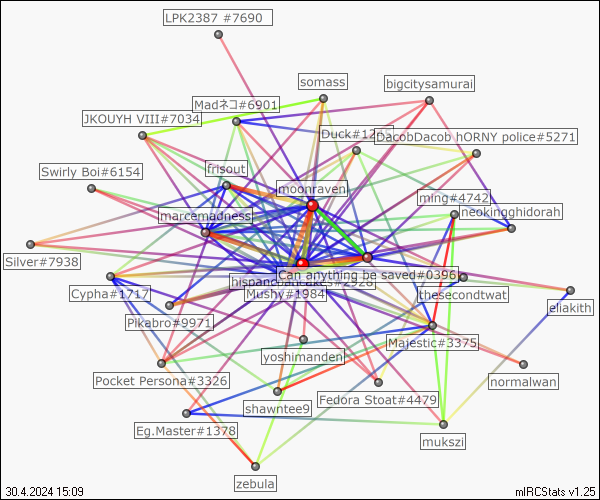 LPK2387 #7690
somass
bigcitysamurai
Madネコ#6901
JKOUYH VIII#7034
Duck#12
DacobDacob hORNY police#5271
Swirly Boi#6154
frisout
moonraven
ming#4742
marcemadness
neokingghidorah
Silver#7938
Can anything be saved#0396
Cypha#1717
Mushy#1984
thesecondtwat
eliakith
Pikabro#9971
Majestic#3375
yoshimanden
Pocket Persona#3326
normalwan
Fedora Stoat#4479
shawntee9
Eg.Master#1378
mukszi
zebula
30.4.2024 15:09
mIRCStats v1.25